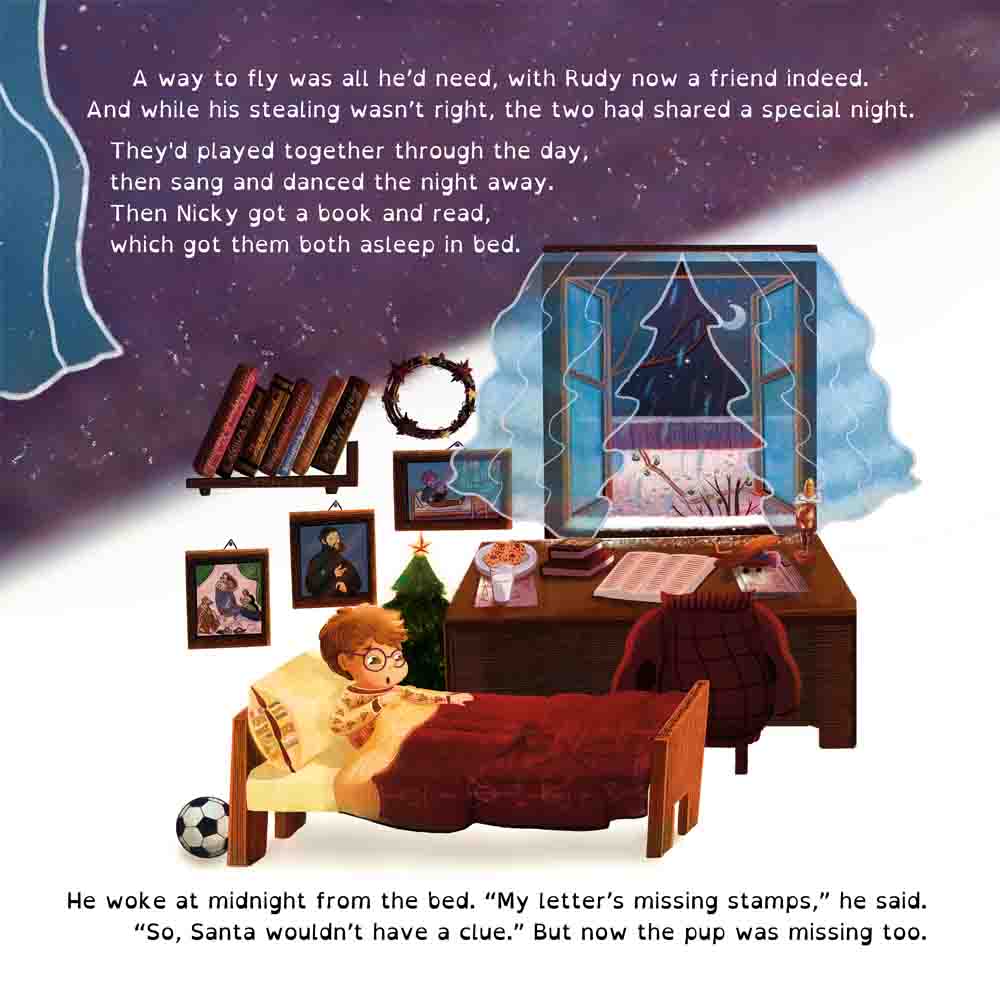 A way to fly was all he’d need, with Rudy now a friend indeed.
And while his stealing wasn’t right, the two had shared a special night.
They'd played together through the day,
then sang and danced the night away.
Then Nicky got a book and read,
which got them both asleep in bed.
He woke at midnight from the bed. “My letter’s missing stamps,” he said.
“So, Santa wouldn’t have a clue.” But now the pup was missing too.